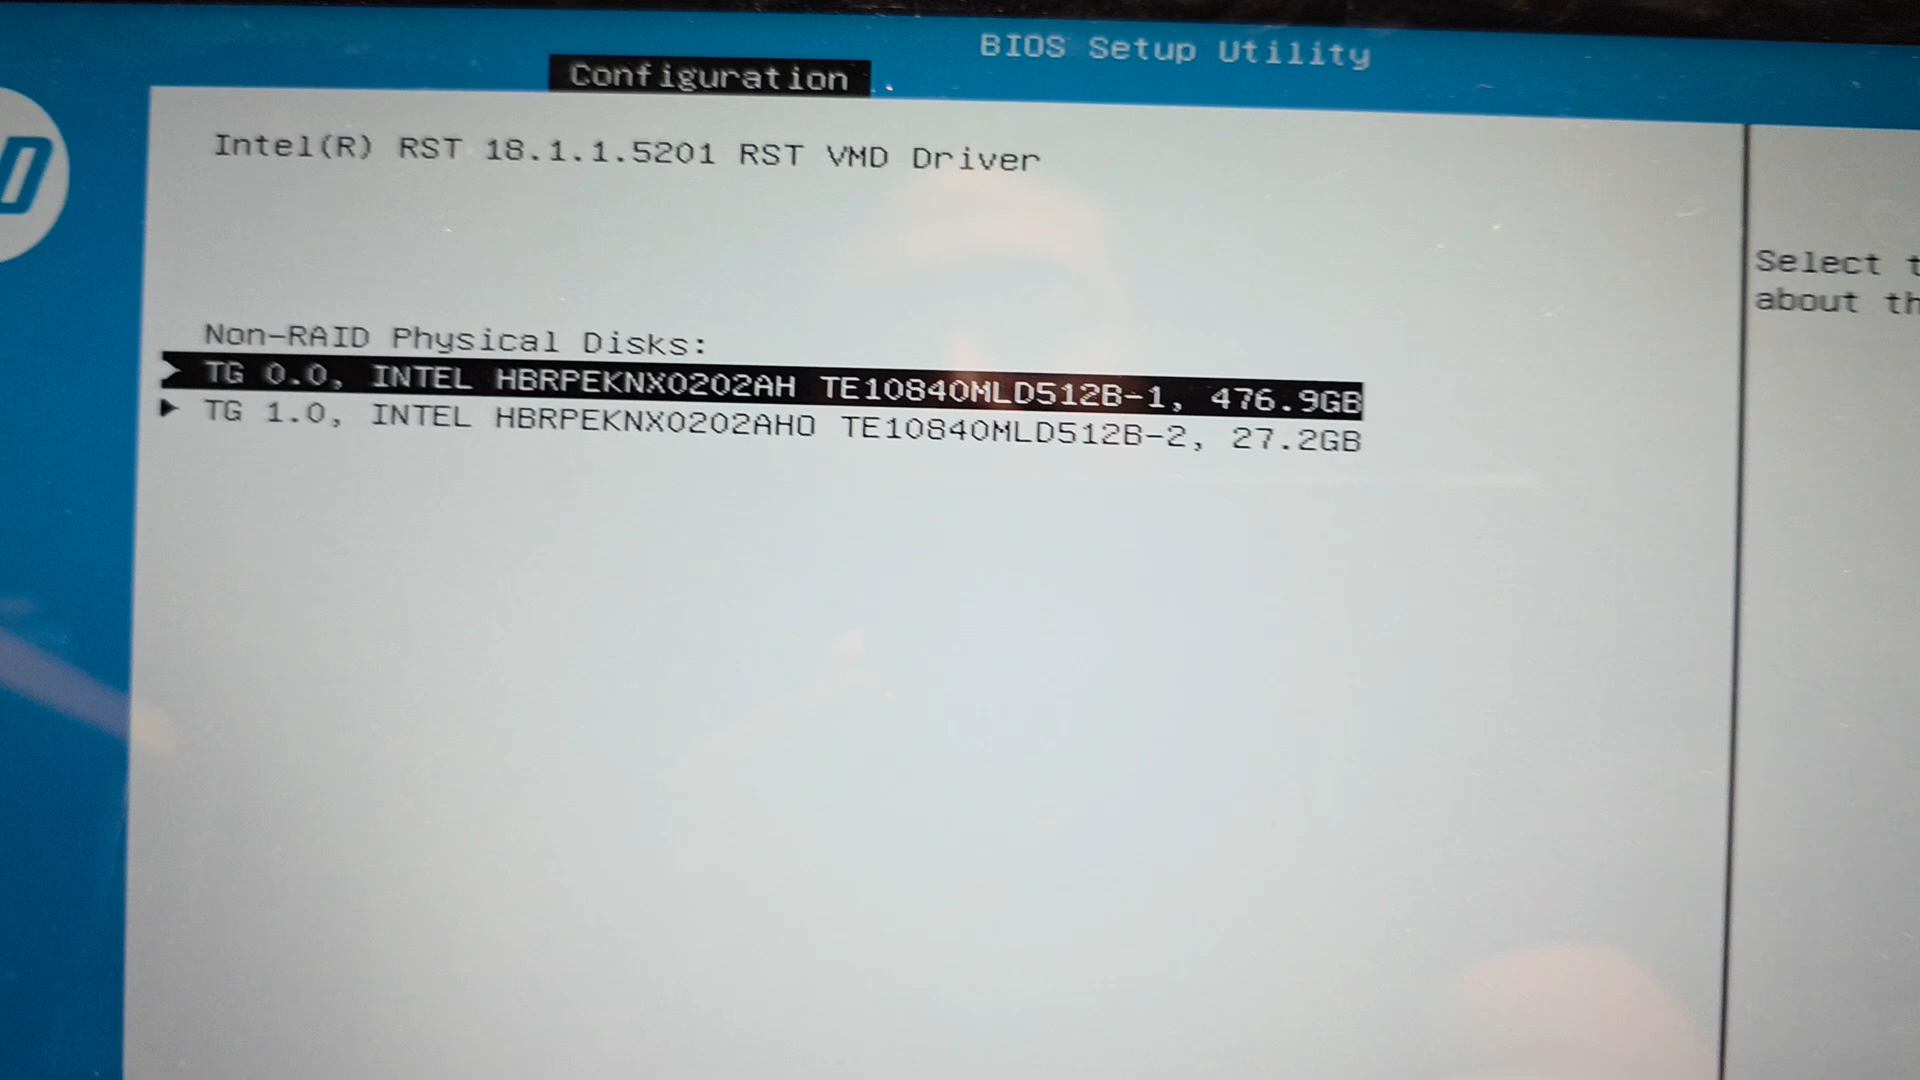 BIOS Setup Utility
Configuration
Intel(R) RST 18.1.1.5201 RST VMD Driver
Select t
about th
Non-RAID Physical Disks:
TG 0.0, INTEL HBRPEKNX0202AH TE10840MLD512B-1, 476.9GB
TG 1.0, INTEL HBRPEKNX0202AHO TE10840MLD512B-2, 27.2GB